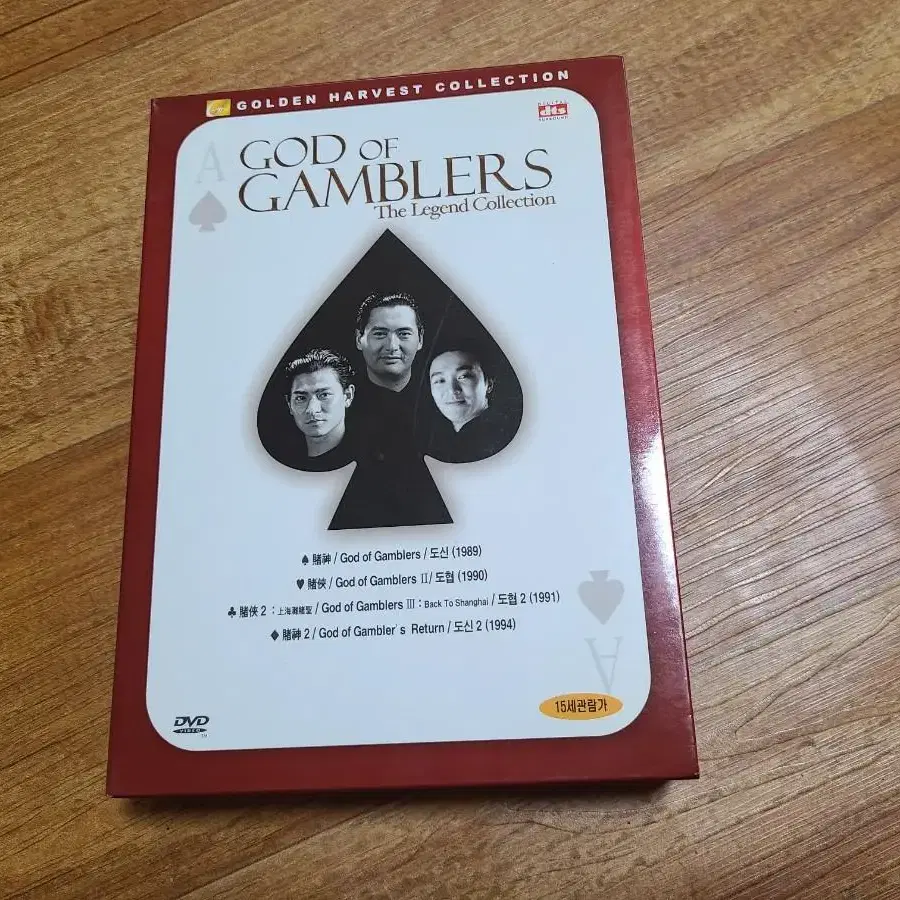 GOLDEN HARVEST COLLECTION
DIGITAL
dts
SURROUND
A
GOD OF
GAMBLERS
The Legend Collection
♠ 賭神 / God of Gamblers / 도신 (1989)
♥ 賭俠 / God of Gamblers Ⅱ/ 도협 (1990)
♣ 賭俠 2 : 上海灘賭聖 / God of Gamblers Ⅲ : Back To Shanghai / 도협 2 (1991)
♦ 賭神 2 / God of Gambler's Return / 도신 2 (1994)
A
15세관람가
DVD
VIDEO